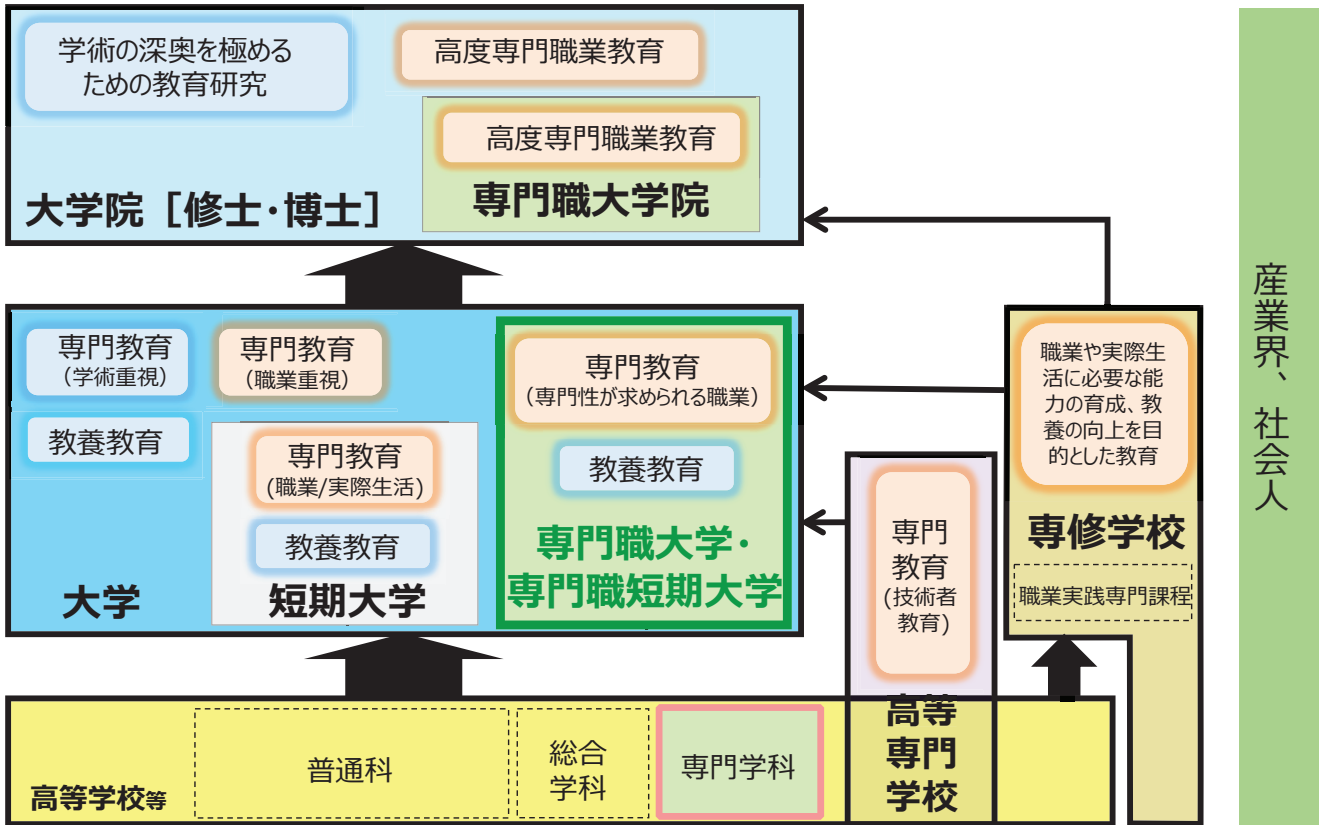 学術の深奥を極める
ための教育研究
高度専門職業教育
高度専門職業教育
専門職大学院
大学院［修士・博士］
専門教育
（学術重視）
専門教育
（職業重視）
教養教育
専門教育
(職業/実際生活)
教養教育
短期大学
大学
専門教育
（専門性が求められる職業）
教養教育
専門職大学・
専門職短期大学
専門
教育
(技術者
教育)
高等
専門
学校
職業や実際生
活に必要な能
力の育成、教
養の向上を目
的とした教育
専修学校
職業実践専門課程
高等学校等
普通科
総合
学科
専門学科
産業界、社会人